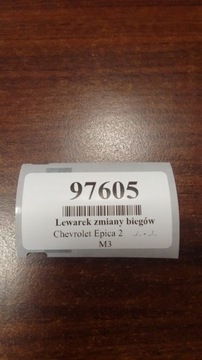 97605
Lewarek zmiany biegów
Chevrolet Epica 2 ./. - ./.
M3